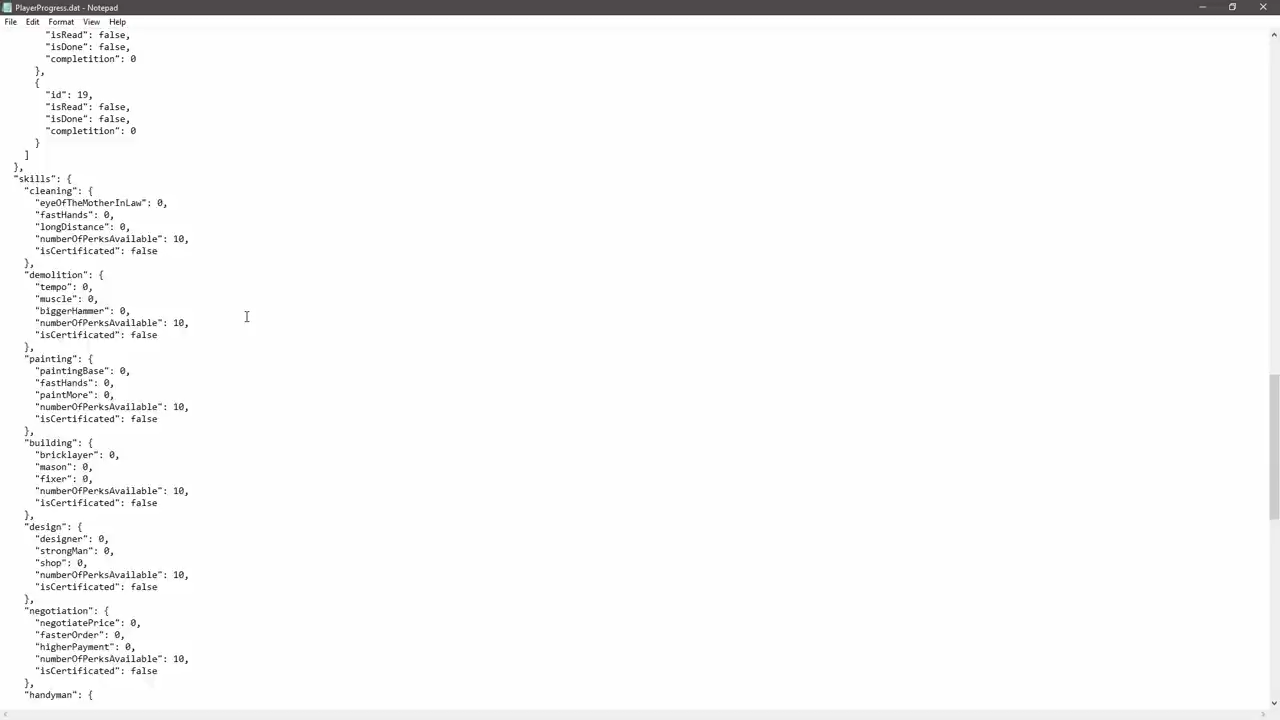 PlayerProgress.dat - Notepad
File Edit Format View Help
"isRead": false,
"isDone": false,
"completition": 0
},
{
"id": 19,
"isRead": false,
"isDone": false,
"completition": 0
}
]
},
"skills": {
"cleaning": {
"eyeOfTheMotherInLaw": 0,
"fastHands": 0,
"longDistance": 0,
"numberOfPerksAvailable": 10,
"isCertificated": false
},
"demolition": {
"tempo": 0,
"muscle": 0,
"biggerHammer": 0,
"numberOfPerksAvailable": 10,
"isCertificated": false
},
"painting": {
"paintingBase": 0,
"fastHands": 0,
"paintMore": 0,
"numberOfPerksAvailable": 10,
"isCertificated": false
},
"building": {
"bricklayer": 0,
"mason": 0,
"fixer": 0,
"numberOfPerksAvailable": 10,
"isCertificated": false
},
"design": {
"designer": 0,
"strongMan": 0,
"shop": 0,
"numberOfPerksAvailable": 10,
"isCertificated": false
},
"negotiation": {
"negotiatePrice": 0,
"fasterOrder": 0,
"higherPayment": 0,
"numberOfPerksAvailable": 10,
"isCertificated": false
},
"handyman": {